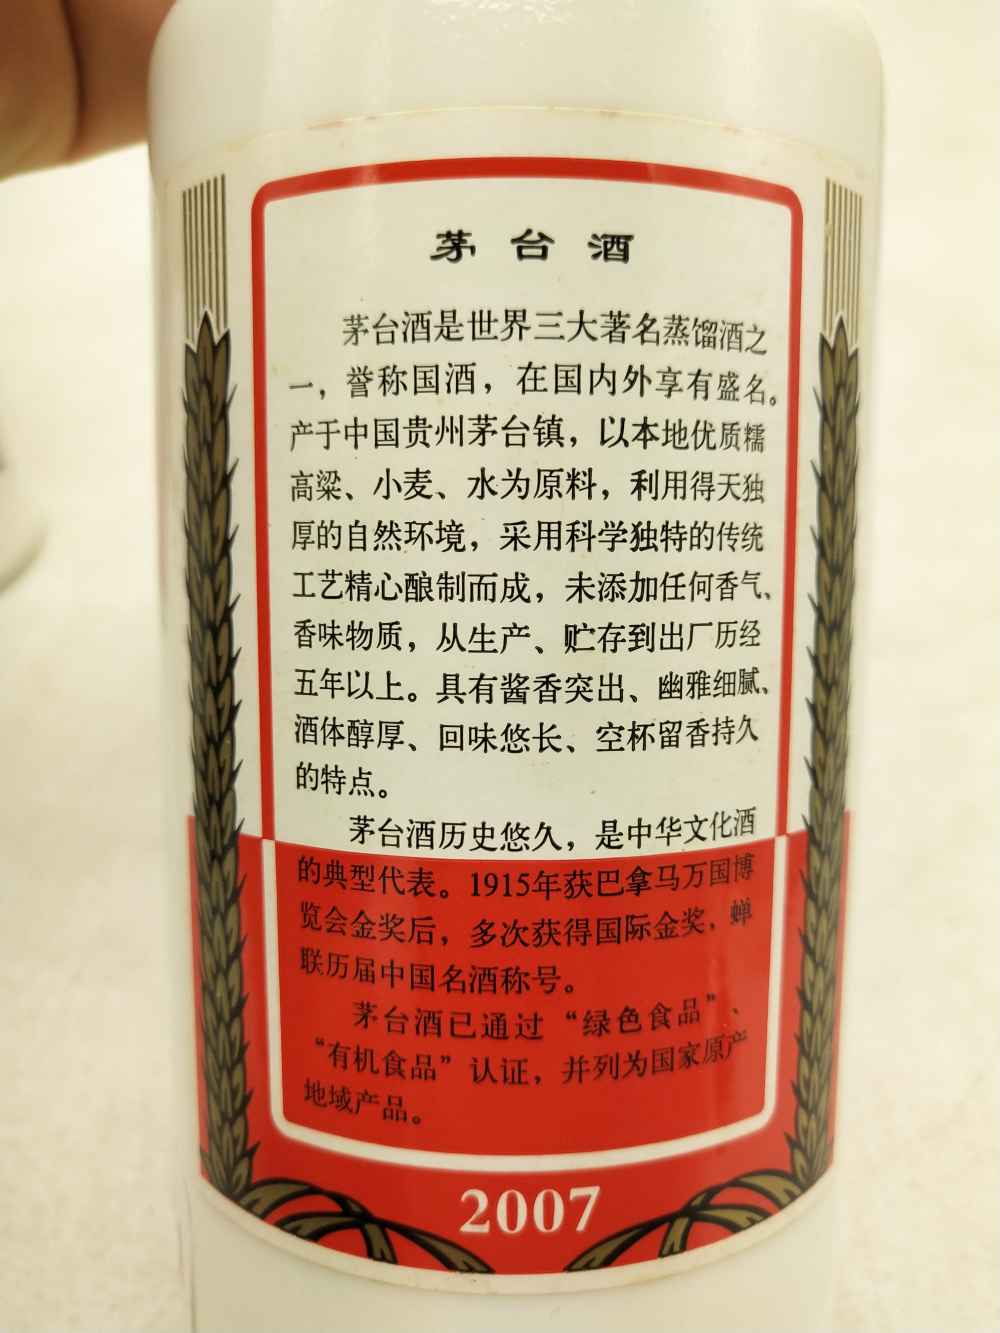 茅台酒
茅台酒是世界三大著名蒸馏酒之
一，誉称国酒，在国内外享有盛名。
产于中国贵州茅台镇，以本地优质糯
高粱、小麦、水为原料，利用得天独
厚的自然环境，采用科学独特的传统
工艺精心酿制而成，未添加任何香气、
香味物质，从生产、贮存到出厂历经
五年以上。具有酱香突出、幽雅细腻、
酒体醇厚、回味悠长、空杯留香持久
的特点。
茅台酒历史悠久，是中华文化酒
的典型代表。1915年获巴拿马万国博
览会金奖后，多次获得国际金奖，蝉
联历届中国名酒称号。
茅台酒已通过“绿色食品”、
“有机食品”认证，并列为国家原产
地域产品。
2007